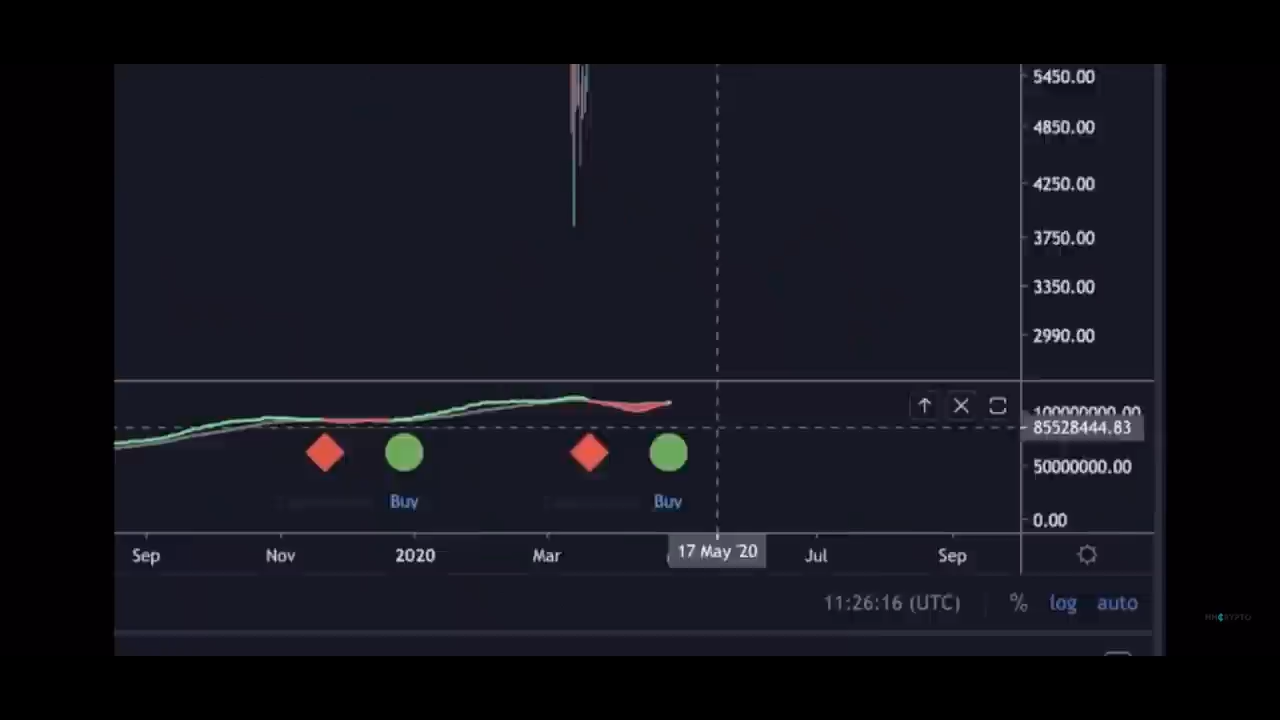 5450.00
4850.00
4250.00
3750.00
3350.00
2990.00
100000000.00
85528444.83
50000000.00
0.00
Buy
Buy
Sep
Nov
2020
Mar
17 May '20
Jul
Sep
11:26:16 (UTC)
%
log
auto